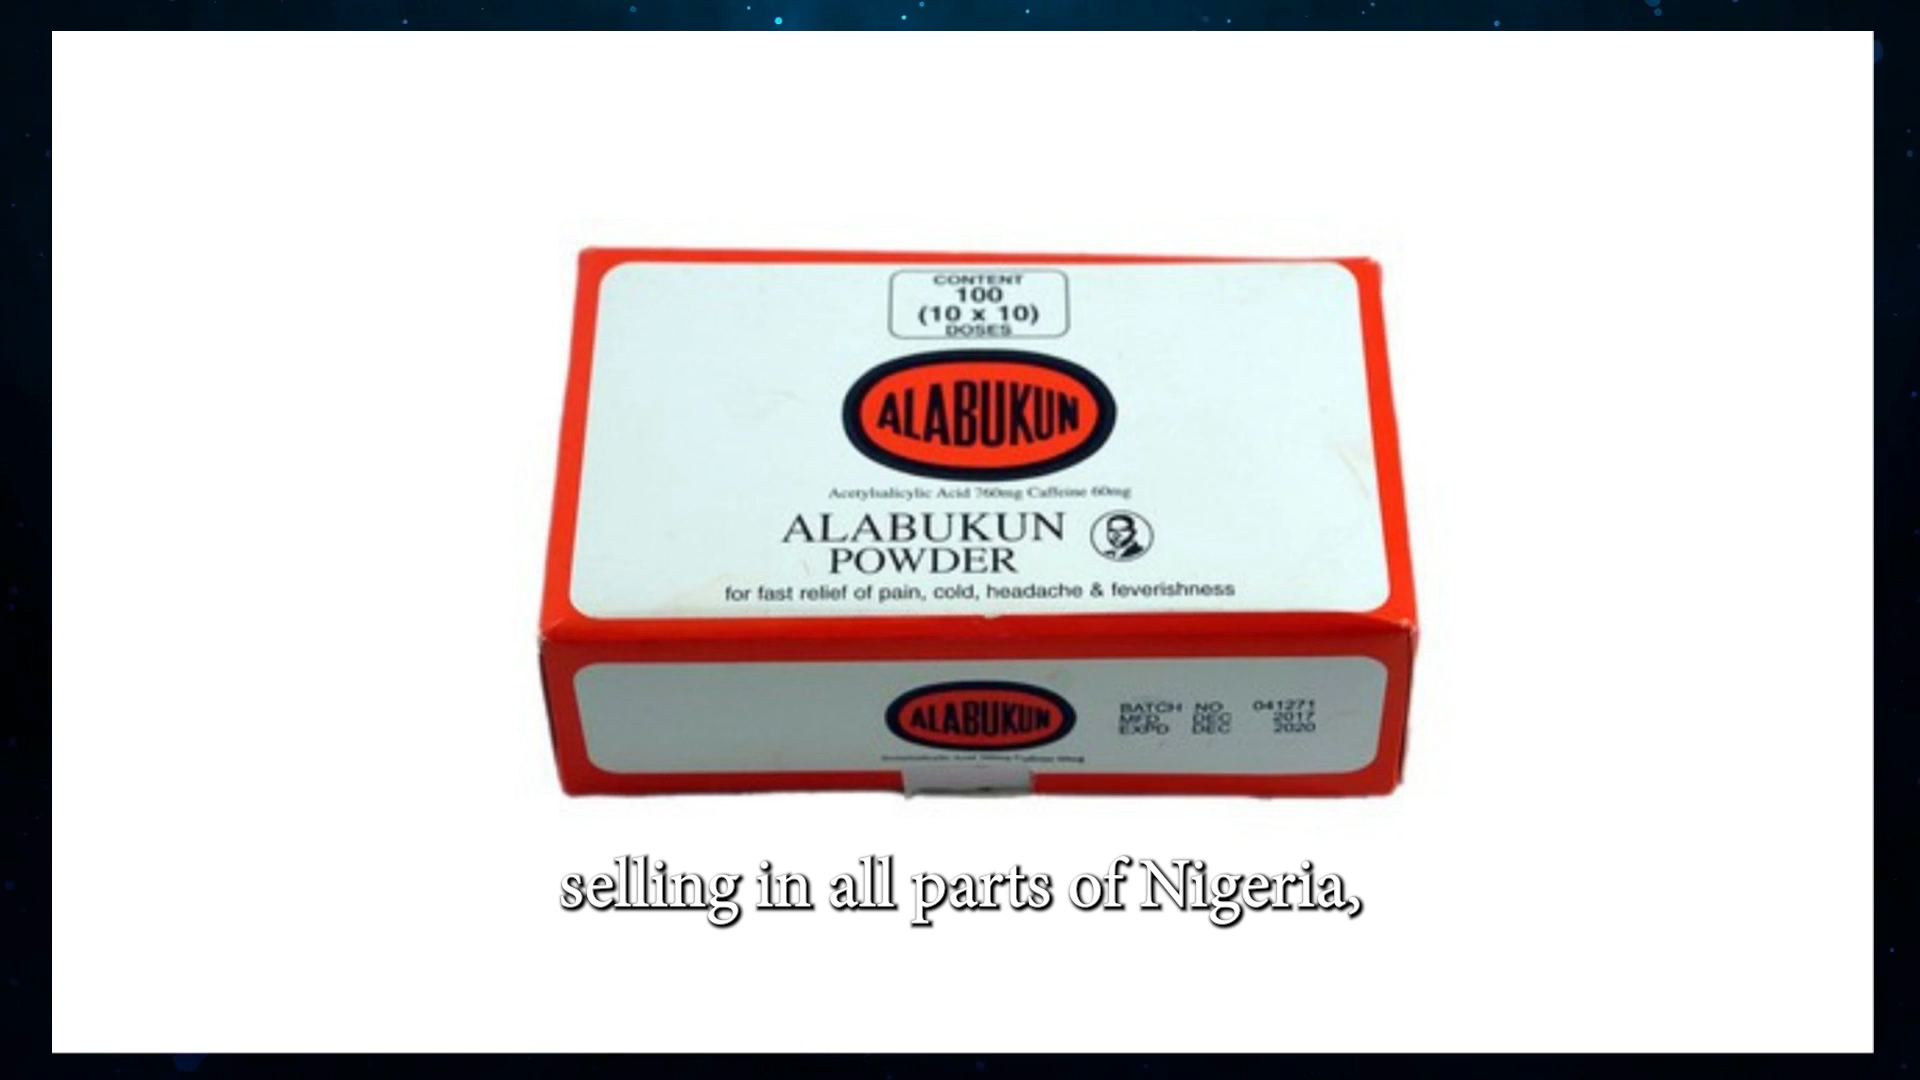 CONTENT
100
(10 x 10)
DOSES
ALABUKUN
Acetylsalicylic Acid 760mg Caffeine 60mg
ALABUKUN
POWDER
for fast relief of pain, cold, headache & feverishness
ALABUKUN
BATCH NO 041271
MFD DEC 2017
EXPD DEC 2020
selling in all parts of Nigeria,